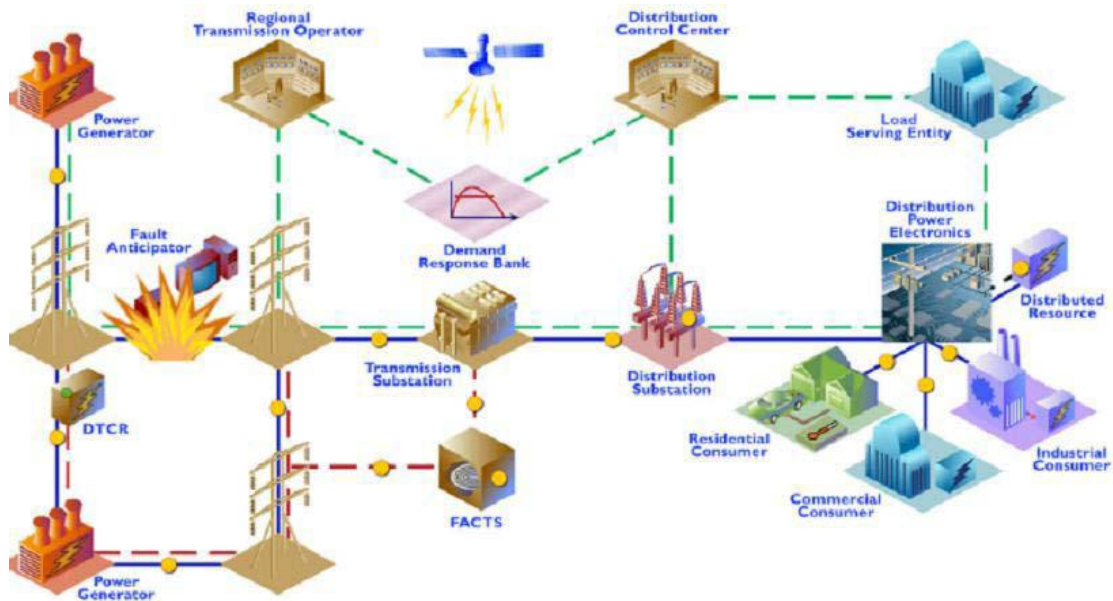 Regional
Transmission Operator
Distribution
Control Center
Power
Generator
Load
Serving Entity
Fault
Anticipator
Demand
Response Bank
Distribution
Power
Electronics
Distributed
Resource
Transmission
Substation
Distribution
Substation
DTCR
Residential
Consumer
Industrial
Consumer
Commercial
Consumer
FACTS
Power
Generator